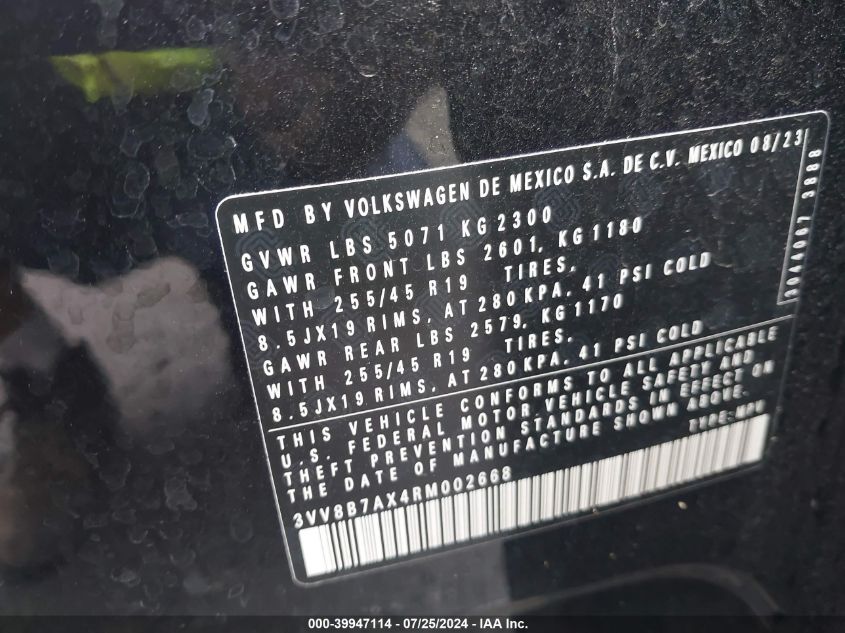 MFD BY VOLKSWAGEN DE MEXICO S.A. DE C.V. MEXICO 08/23
GVWR LBS 5071 KG 2300
GAWR FRONT LBS 2601, KG 1180
WITH 255/45 R19 TIRES,
8.5JX19 RIMS, AT 280 KPA, 41 PSI COLD
GAWR REAR LBS 2579, KG 1170
WITH 255/45 R19 TIRES,
8.5JX19 RIMS, AT 280 KPA, 41 PSI COLD
THIS VEHICLE CONFORMS TO ALL APPLICABLE
U.S. FEDERAL MOTOR VEHICLE SAFETY AND
THEFT PREVENTION STANDARDS IN EFFECT ON
THE DATE OF MANUFACTURE SHOWN ABOVE.
3VV8B7AX4RM002668 TYPE:MPV
3888
000-39947114 / 07/25/2024 - IAA Inc.